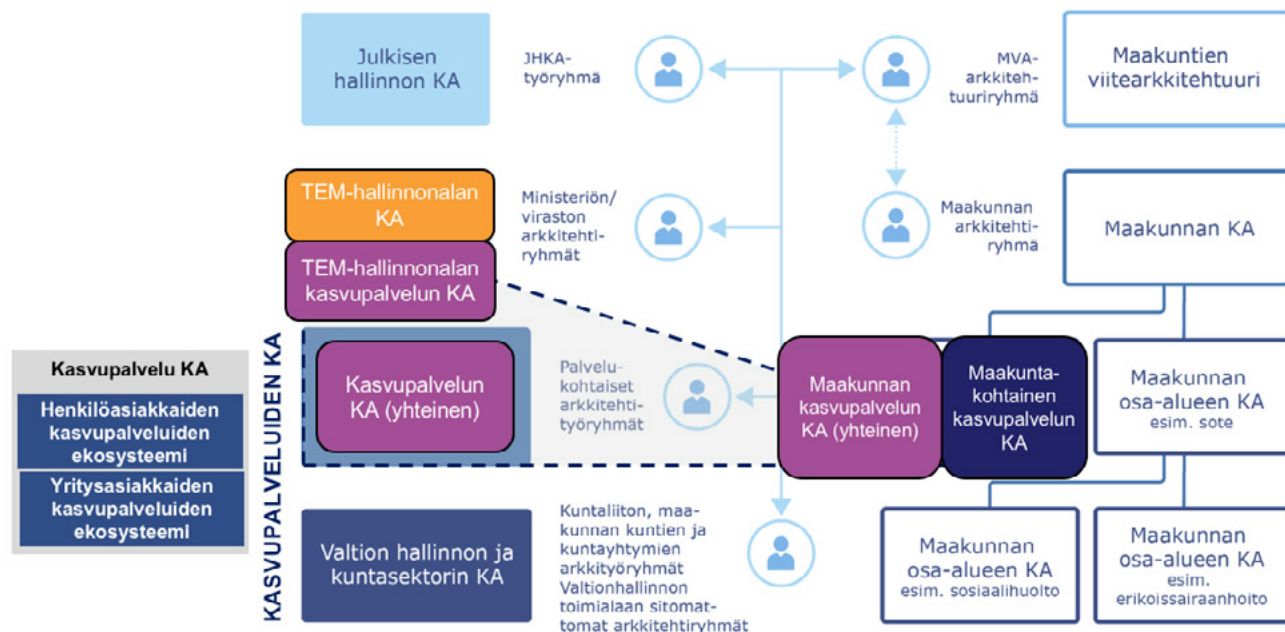 Julkisen
hallinnon KA
JHKA-
työryhmä
MVA-
arkkiteh-
tuuriryhmä
Maakuntien
viitearkkitehtuuri
TEM-hallinnonalan
KA
TEM-hallinnonalan
kasvupalvelun KA
Ministeriön/
viraston
arkkitehti-
ryhmät
Maakunnan
arkkitehti-
ryhmä
Maakunnan KA
Kasvupalvelu KA
Henkilöasiakkaiden
kasvupalveluiden
ekosysteemi
Yritysasiakkaiden
kasvupalveluiden
ekosysteemi
KASVUPALVELUIDEN KA
Kasvupalvelun
KA (yhteinen)
Palvelu-
kohtaiset
arkkitehti-
työryhmät
Maakunnan
kasvupalvelun
KA (yhteinen)
Maakunta-
kohtainen
kasvupalvelun
KA
Maakunnan
osa-alueen KA
esim. sote
Valtion hallinnon ja
kuntasektorin KA
Kuntaliiton, maa-
kunnan kuntien ja
kuntayhtymien
arkkityöryhmät
Valtionhallinnon
toimialaan sitomat-
tomat arkkitehtiryhmät
Maakunnan
osa-alueen KA
esim. sosiaalihuolto
Maakunnan
osa-alueen KA
esim.
erikoissairaanhoito